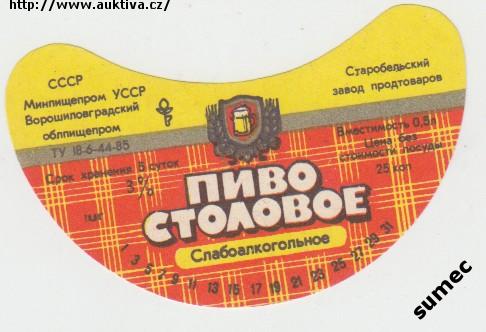 http://www.auktiva.cz/
СССР
Минпищепром УССР
Ворошиловградский
облпищепром
ТУ 18-6-44-85
Срок хранения 5 суток
3%
Старобельский
завод продтоваров
Вместимость 0,5л
Цена без
стоимости посуды
25 коп
ПИВО
СТОЛОВОЕ
Слабоалкогольное
1 3 5 7 9 11 13 15 17 19 21 23 25 27 29 31
sumec